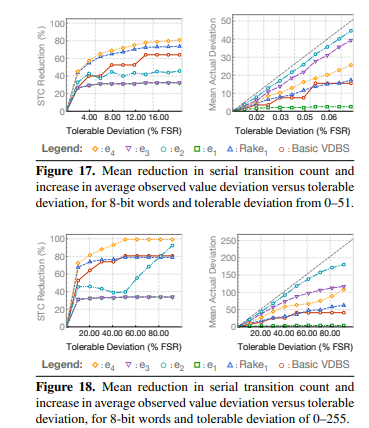 STC Reduction (%)
100
80
60
40
20
0
4.00 8.00 12.00 16.00
Tolerable Deviation (% FSR)
Mean Actual Deviation
50
40
30
20
10
0
0.02 0.03 0.05 0.06
Tolerable Deviation (% FSR)
Legend: : e4 : e3 : e2 : e1 : Rake1 : Basic VDBS
Figure 17. Mean reduction in serial transition count and
increase in average observed value deviation versus tolerable
deviation, for 8-bit words and tolerable deviation from 0–51.
STC Reduction (%)
100
80
60
40
20
0
20.00 40.00 60.00 80.00
Tolerable Deviation (% FSR)
Mean Actual Deviation
250
200
150
100
50
0
20.00 40.00 60.00 80.00
Tolerable Deviation (% FSR)
Legend: : e4 : e3 : e2 : e1 : Rake1 : Basic VDBS
Figure 18. Mean reduction in serial transition count and
increase in average observed value deviation versus tolerable
deviation, for 8-bit words and tolerable deviation of 0–255.